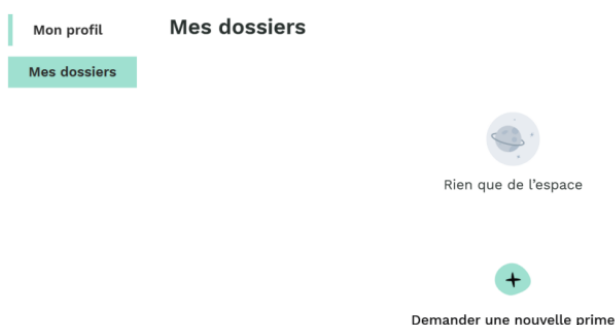 Mon profil
Mes dossiers
Mes dossiers
Rien que de l'espace
Demander une nouvelle prime